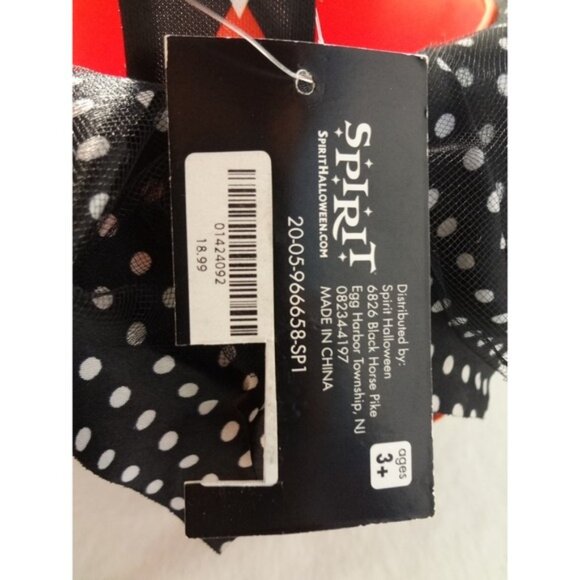 SPIRIT
SPIRITHALLOWEEN.COM
20-05-966658-SP1
Distributed by:
Spirit Halloween
6826 Black Horse Pike
Egg Harbor Township, NJ
08234-4197
MADE IN CHINA
ages
3+
01424092
18.99